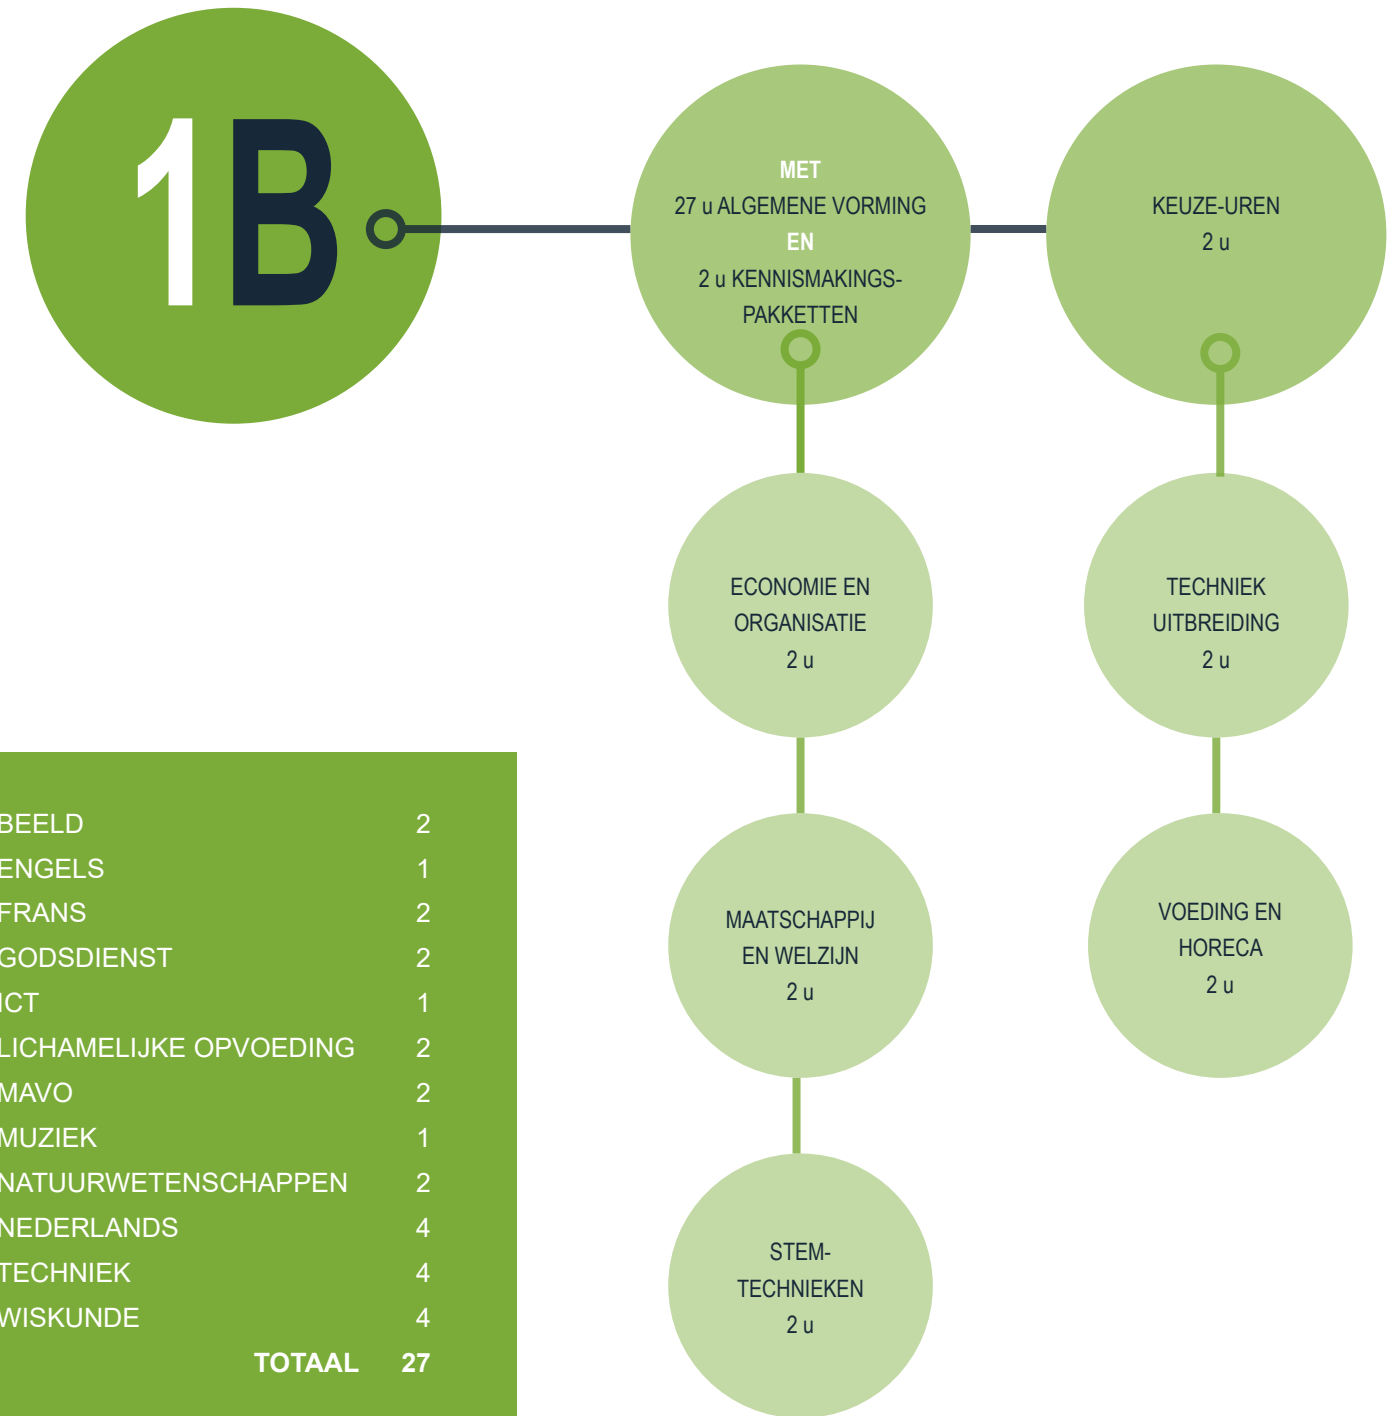 1B
MET
27 u ALGEMENE VORMING
EN
2 u KENNISMAKINGS-
PAKKETTEN
KEUZE-UREN
2 u
ECONOMIE EN
ORGANISATIE
2 u
TECHNIEK
UITBREIDING
2 u
MAATSCHAPPIJ
EN WELZIJN
2 u
VOEDING EN
HORECA
2 u
STEM-
TECHNIEKEN
2 u
BEELD 2
ENGELS 1
FRANS 2
GODSDIENST 2
ICT 1
LICHAMELIJKE OPVOEDING 2
MAVO 2
MUZIEK 1
NATUURWETENSCHAPPEN 2
NEDERLANDS 4
TECHNIEK 4
WISKUNDE 4
TOTAAL 27